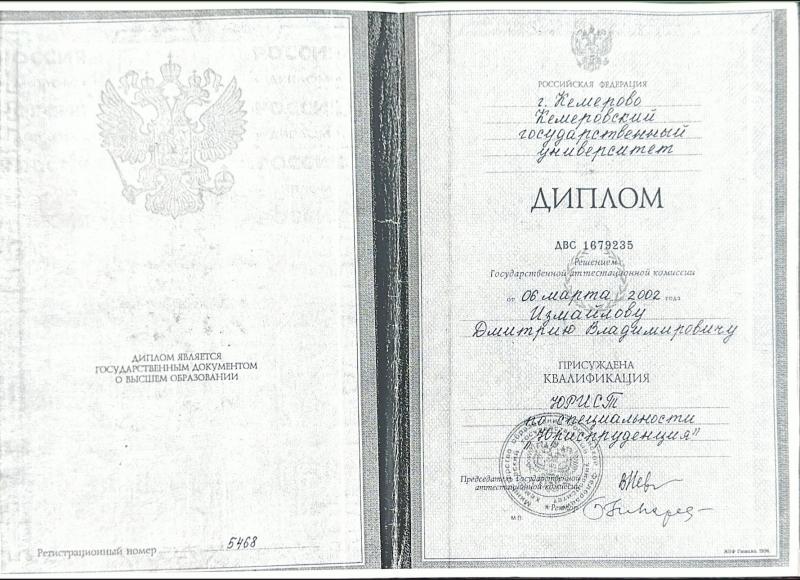 ДИПЛОМ ЯВЛЯЕТСЯ
ГОСУДАРСТВЕННЫМ ДОКУМЕНТОМ
О ВЫСШЕМ ОБРАЗОВАНИИ
Регистрационный номер 5468
РОССИЙСКАЯ ФЕДЕРАЦИЯ
г. Кемерово
Кемеровский
государственный
университет
ДИПЛОМ
ДВС 1679235
Решением
Государственной аттестационной комиссии
от 06 марта 2002 года
Измайлову
Дмитрию Владимировичу
ПРИСУЖДЕНА
КВАЛИФИКАЦИЯ
ЮРИСТ
по специальности
"Юриспруденция"
Председатель Государственной
аттестационной комиссии
М.П.